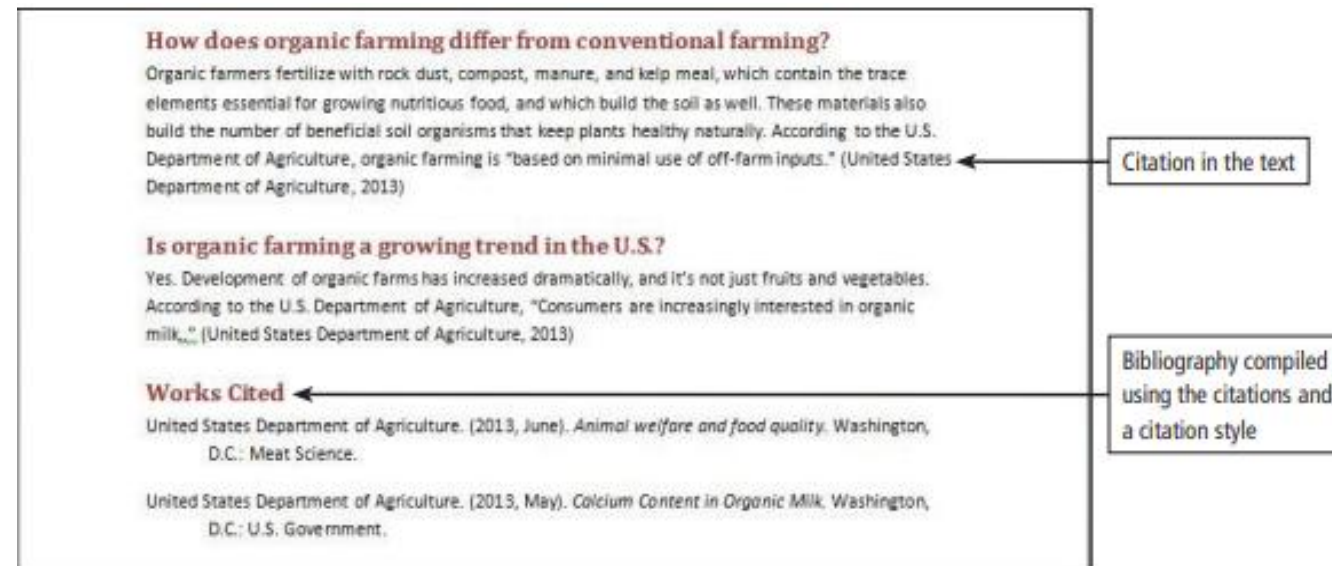 How does organic farming differ from conventional farming?
Organic farmers fertilize with rock dust, compost, manure, and kelp meal, which contain the trace
elements essential for growing nutritious food, and which build the soil as well. These materials also
build the number of beneficial soil organisms that keep plants healthy naturally. According to the U.S.
Department of Agriculture, organic farming is "based on minimal use of off-farm inputs." (United States
Department of Agriculture, 2013)
Citation in the text
Is organic farming a growing trend in the U.S.?
Yes. Development of organic farms has increased dramatically, and it's not just fruits and vegetables.
According to the U.S. Department of Agriculture, "Consumers are increasingly interested in organic
milk,." (United States Department of Agriculture, 2013)
Works Cited
United States Department of Agriculture. (2013, June). Animal welfare and food quality. Washington,
D.C.: Meat Science.
United States Department of Agriculture. (2013, May). Calcium Content in Organic Milk. Washington,
D.C.: U.S. Government.
Bibliography compiled
using the citations and
a citation style